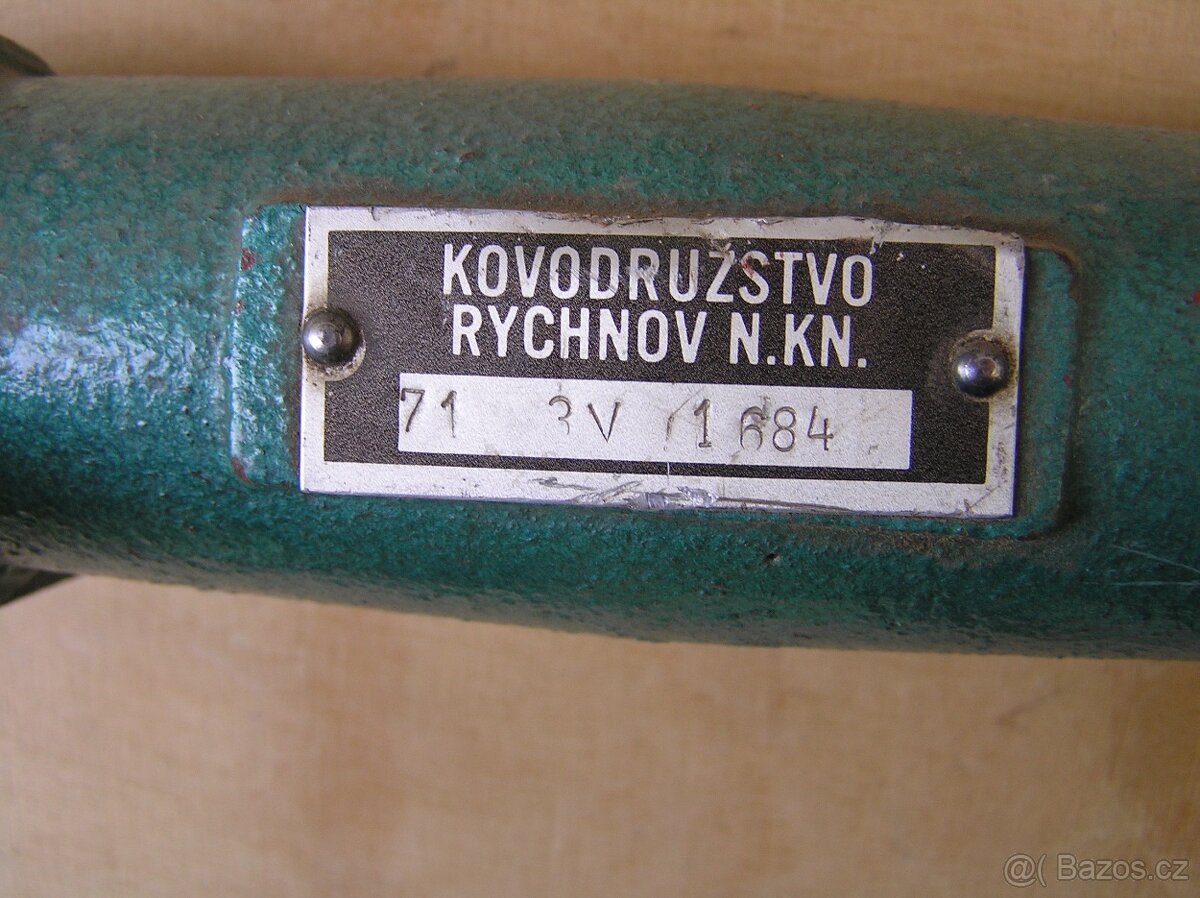 KOVODRUŽSTVO
RYCHNOV N.KN.
71 3V 1684
@( Bazos.cz